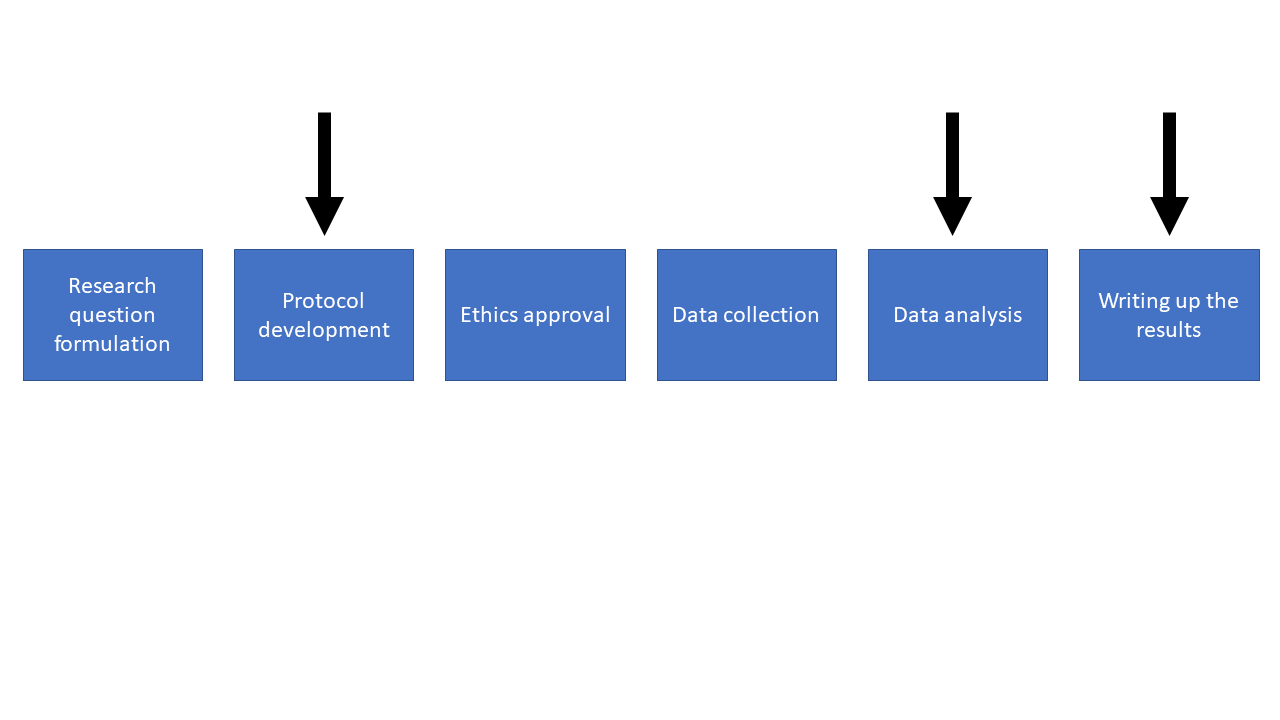 Research
question
formulation
Protocol
development
Ethics approval
Data collection
Data analysis
Writing up the
results